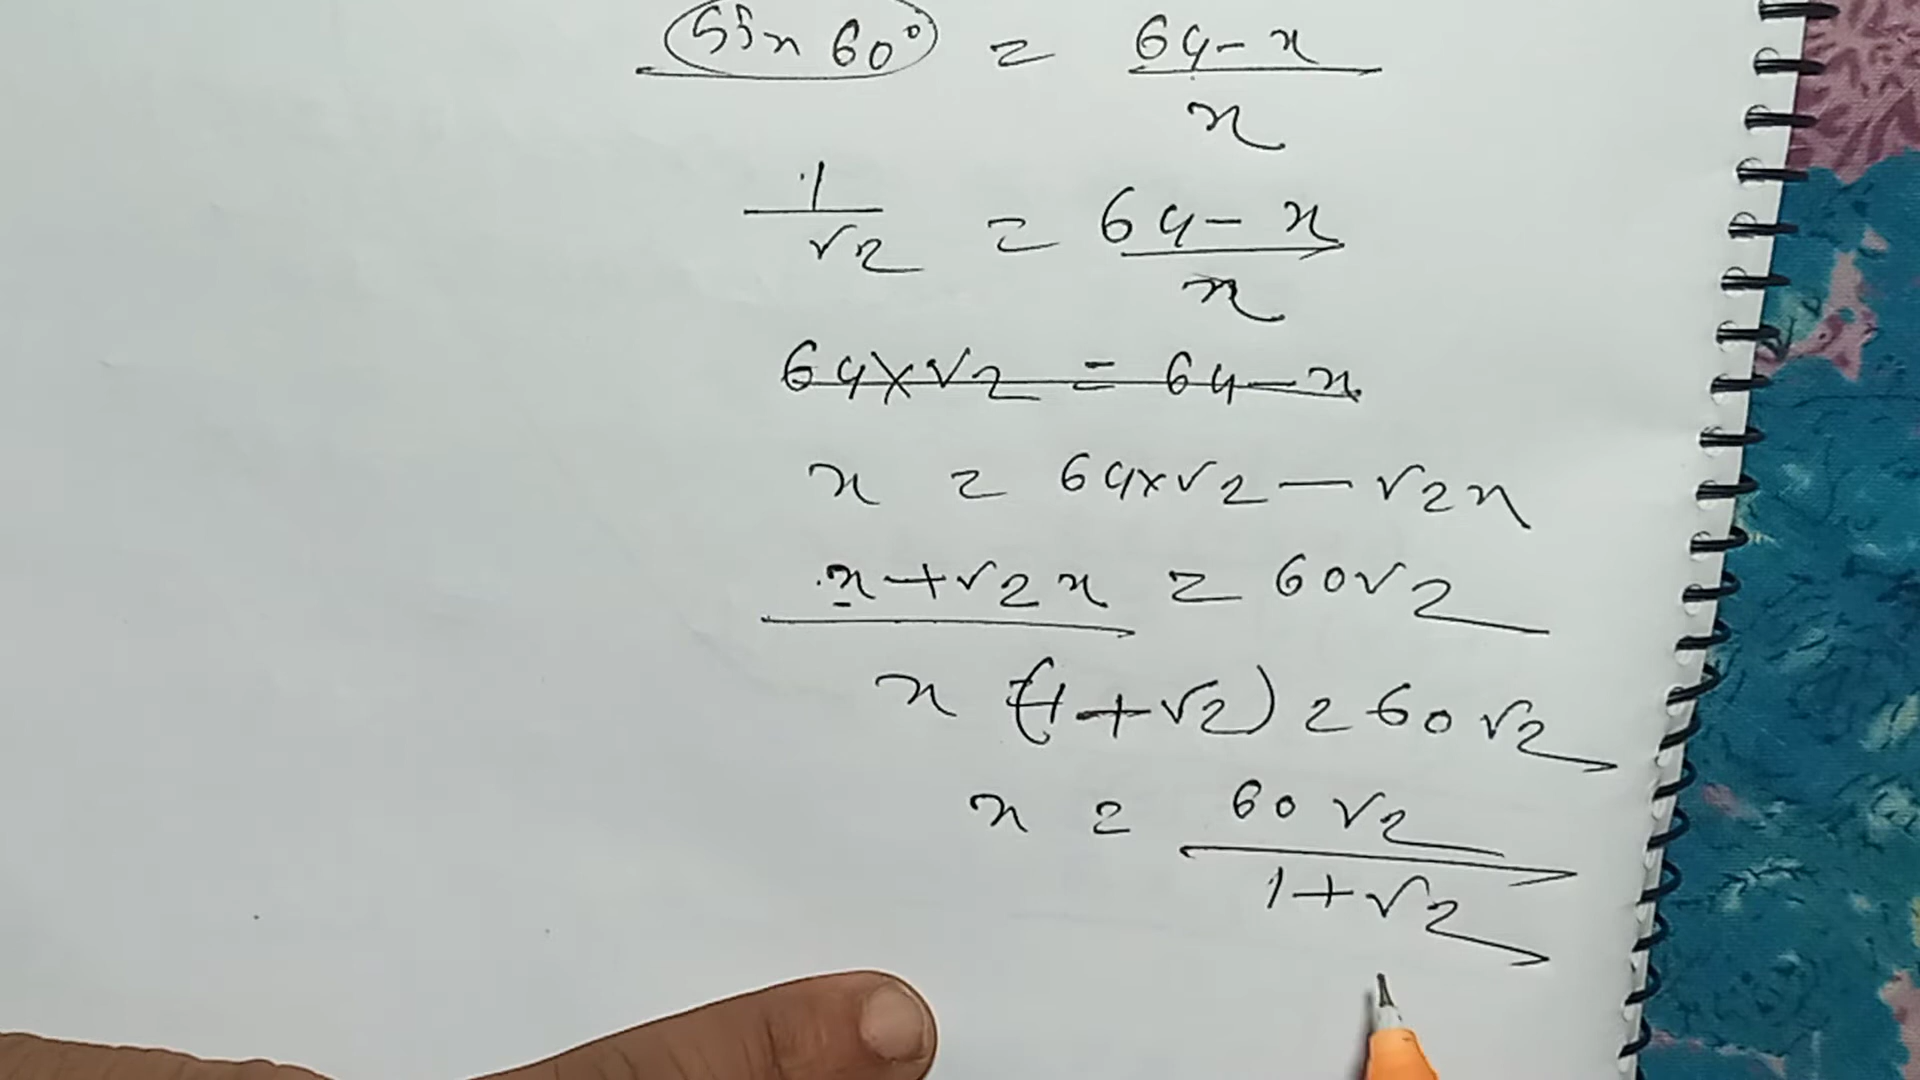 sin 60° = 64-x / x
1 / √2 = 64-x / x
64×√2 = 64-x
x = 64×√2 - √2x
x+√2x = 60√2
x (1+√2) = 60√2
x = 60√2 / 1+√2